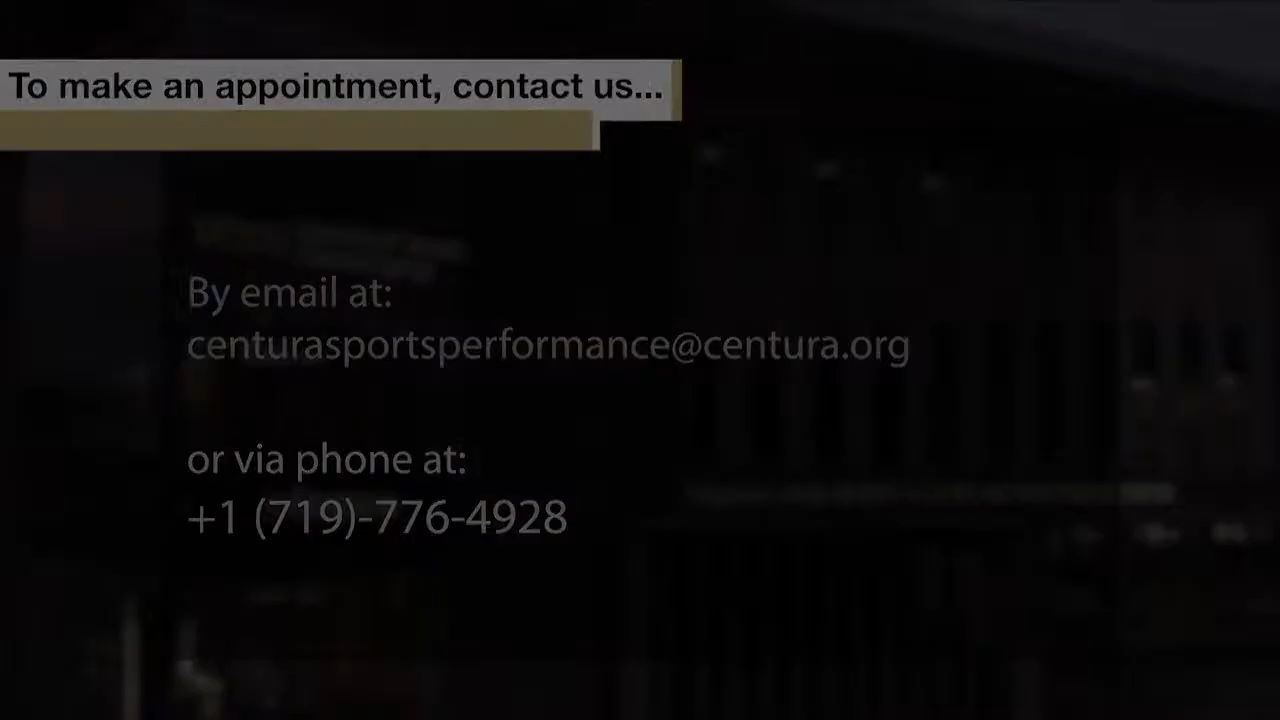 To make an appointment, contact us...
By email at:
centurasportsperformance@centura.org
or via phone at:
+1 (719)-776-4928